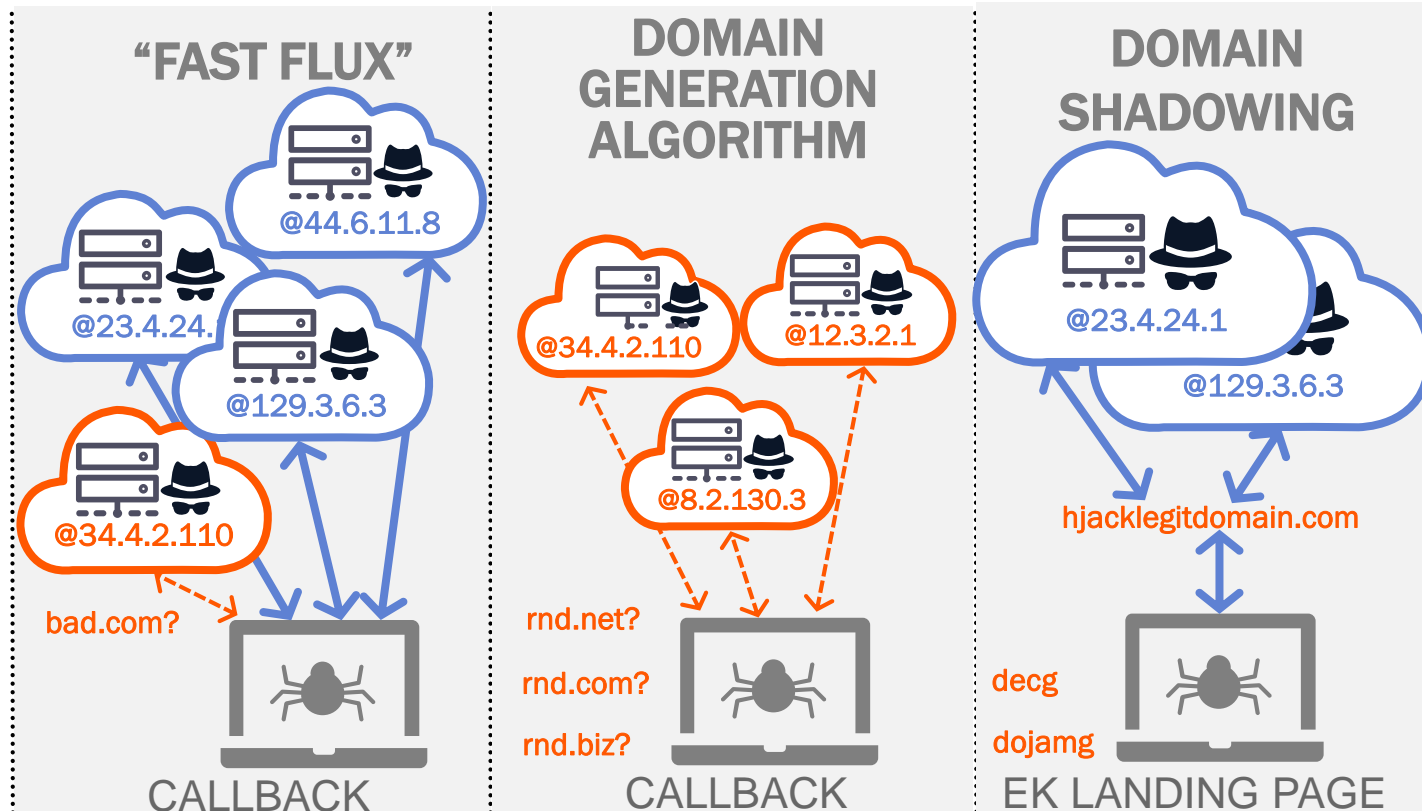 “FAST FLUX”
@44.6.11.8
@23.4.24.
@129.3.6.3
@34.4.2.110
bad.com?
CALLBACK
DOMAIN
GENERATION
ALGORITHM
@34.4.2.110
@12.3.2.1
@8.2.130.3
rnd.net?
rnd.com?
rnd.biz?
CALLBACK
DOMAIN
SHADOWING
@23.4.24.1
@129.3.6.3
hjacklegitdomain.com
decg
dojamg
EK LANDING PAGE